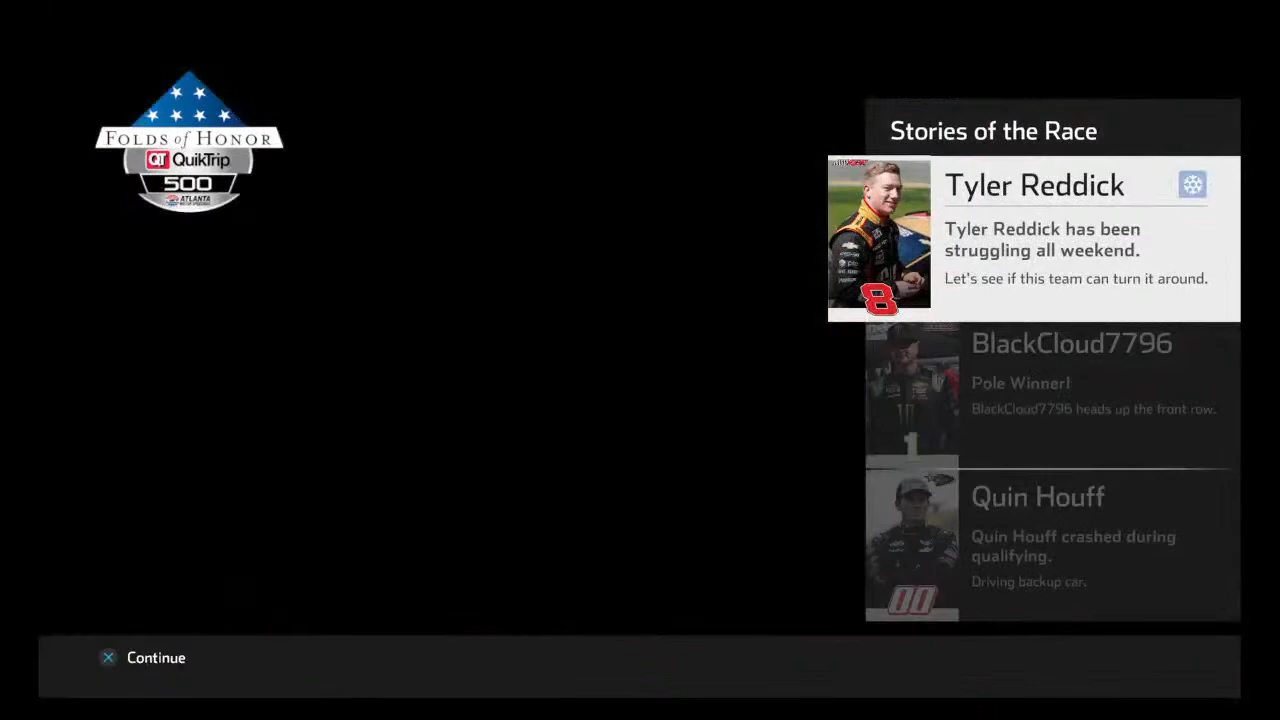 FOLDS of HONOR
QT QuikTrip
500
ATLANTA
Stories of the Race
Tyler Reddick
Tyler Reddick has been
struggling all weekend.
Let's see if this team can turn it around.
8
BlackCloud7796
Pole Winner!
BlackCloud7796 heads up the front row.
1
Quin Houff
Quin Houff crashed during
qualifying.
Driving backup car.
00
Continue